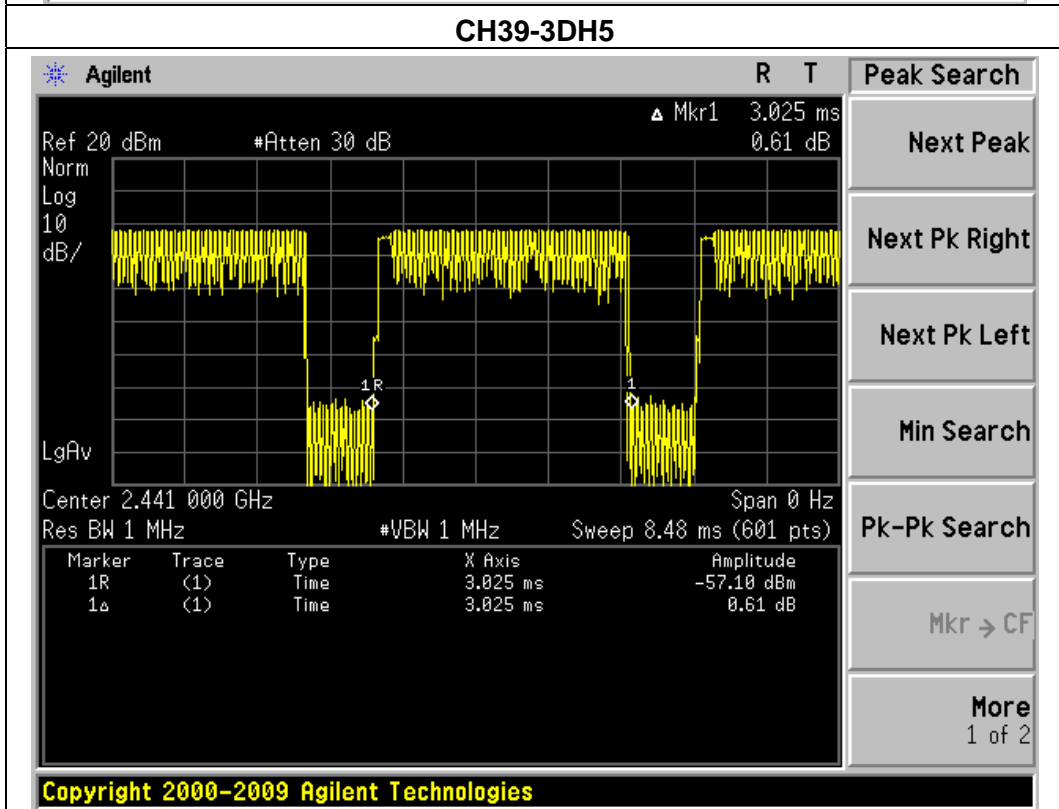 CH39-3DH5
Agilent R T Peak Search
Δ Mkr1 3.025 ms
Ref 20 dBm #Atten 30 dB 0.61 dB
Norm
Log
10
dB/
1R
1
LgAv
Center 2.441 000 GHz Span 0 Hz
Res BW 1 MHz #VBW 1 MHz Sweep 8.48 ms (601 pts)
Marker Trace Type X Axis Amplitude
1R (1) Time 3.025 ms -57.10 dBm
1Δ (1) Time 3.025 ms 0.61 dB
Next Peak
Next Pk Right
Next Pk Left
Min Search
Pk-Pk Search
Mkr → CF
More
1 of 2
Copyright 2000-2009 Agilent Technologies